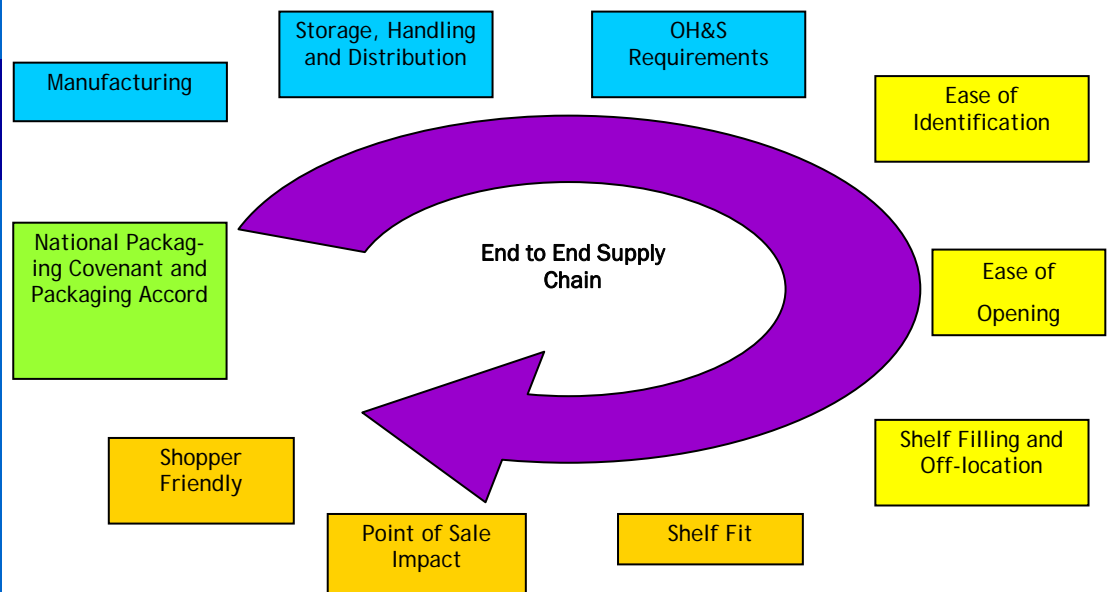 Storage, Handling
and Distribution
OH&S
Requirements
Manufacturing
Ease of
Identification
National Packag-
ing Covenant and
Packaging Accord
End to End Supply
Chain
Ease of
Opening
Shelf Filling and
Off-location
Shopper
Friendly
Point of Sale
Impact
Shelf Fit